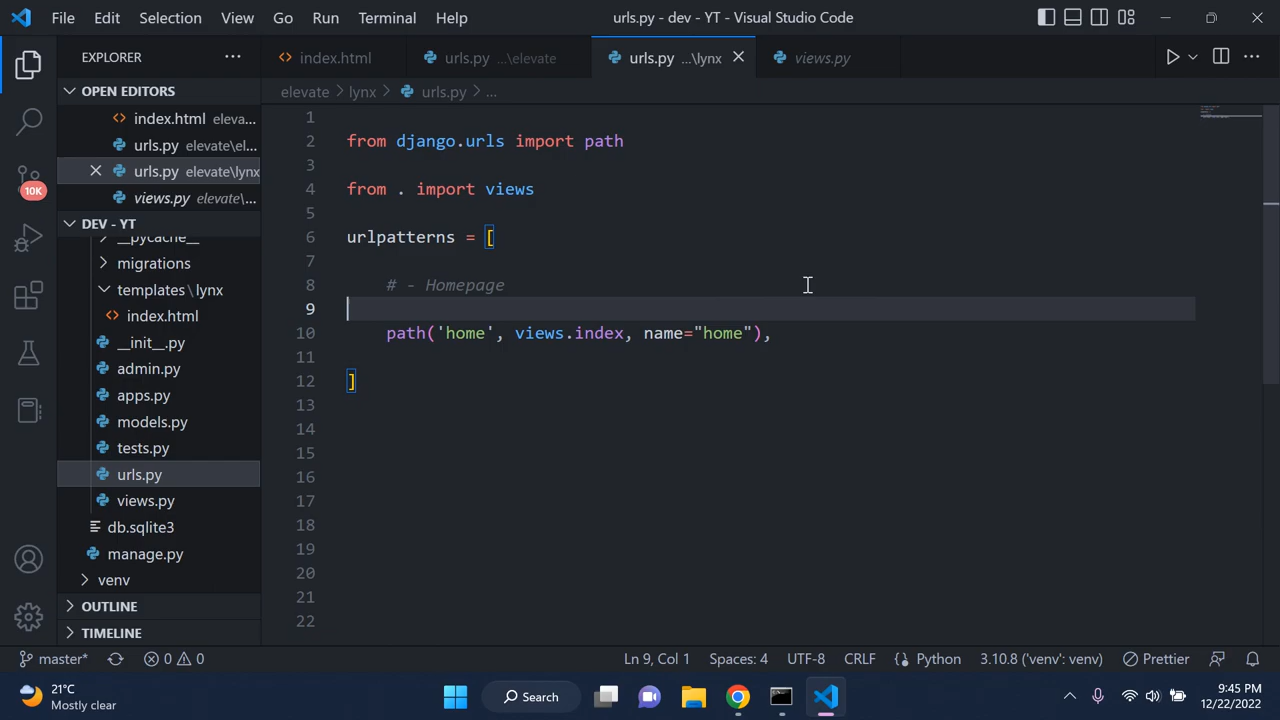 File Edit Selection View Go Run Terminal Help
urls.py - dev - YT - Visual Studio Code
EXPLORER
OPEN EDITORS
index.html eleva...
urls.py elevate\el...
urls.py elevate\lynx
views.py elevate\...
DEV - YT
__pycache__
migrations
templates\lynx
index.html
__init__.py
admin.py
apps.py
models.py
tests.py
urls.py
views.py
db.sqlite3
manage.py
venv
OUTLINE
TIMELINE
10K
index.html
urls.py ...\elevate
urls.py ...\lynx
views.py
elevate > lynx > urls.py > ...
1
2 from django.urls import path
3
4 from . import views
5
6 urlpatterns = [
7
8 # - Homepage
9
10 path('home', views.index, name="home"),
11
12 ]
13
14
15
16
17
18
19
20
21
22
master* 0 0
Ln 9, Col 1 Spaces: 4 UTF-8 CRLF Python 3.10.8 ('venv': venv) Prettier
21°C
Mostly clear
Search
9:45 PM
12/22/2022